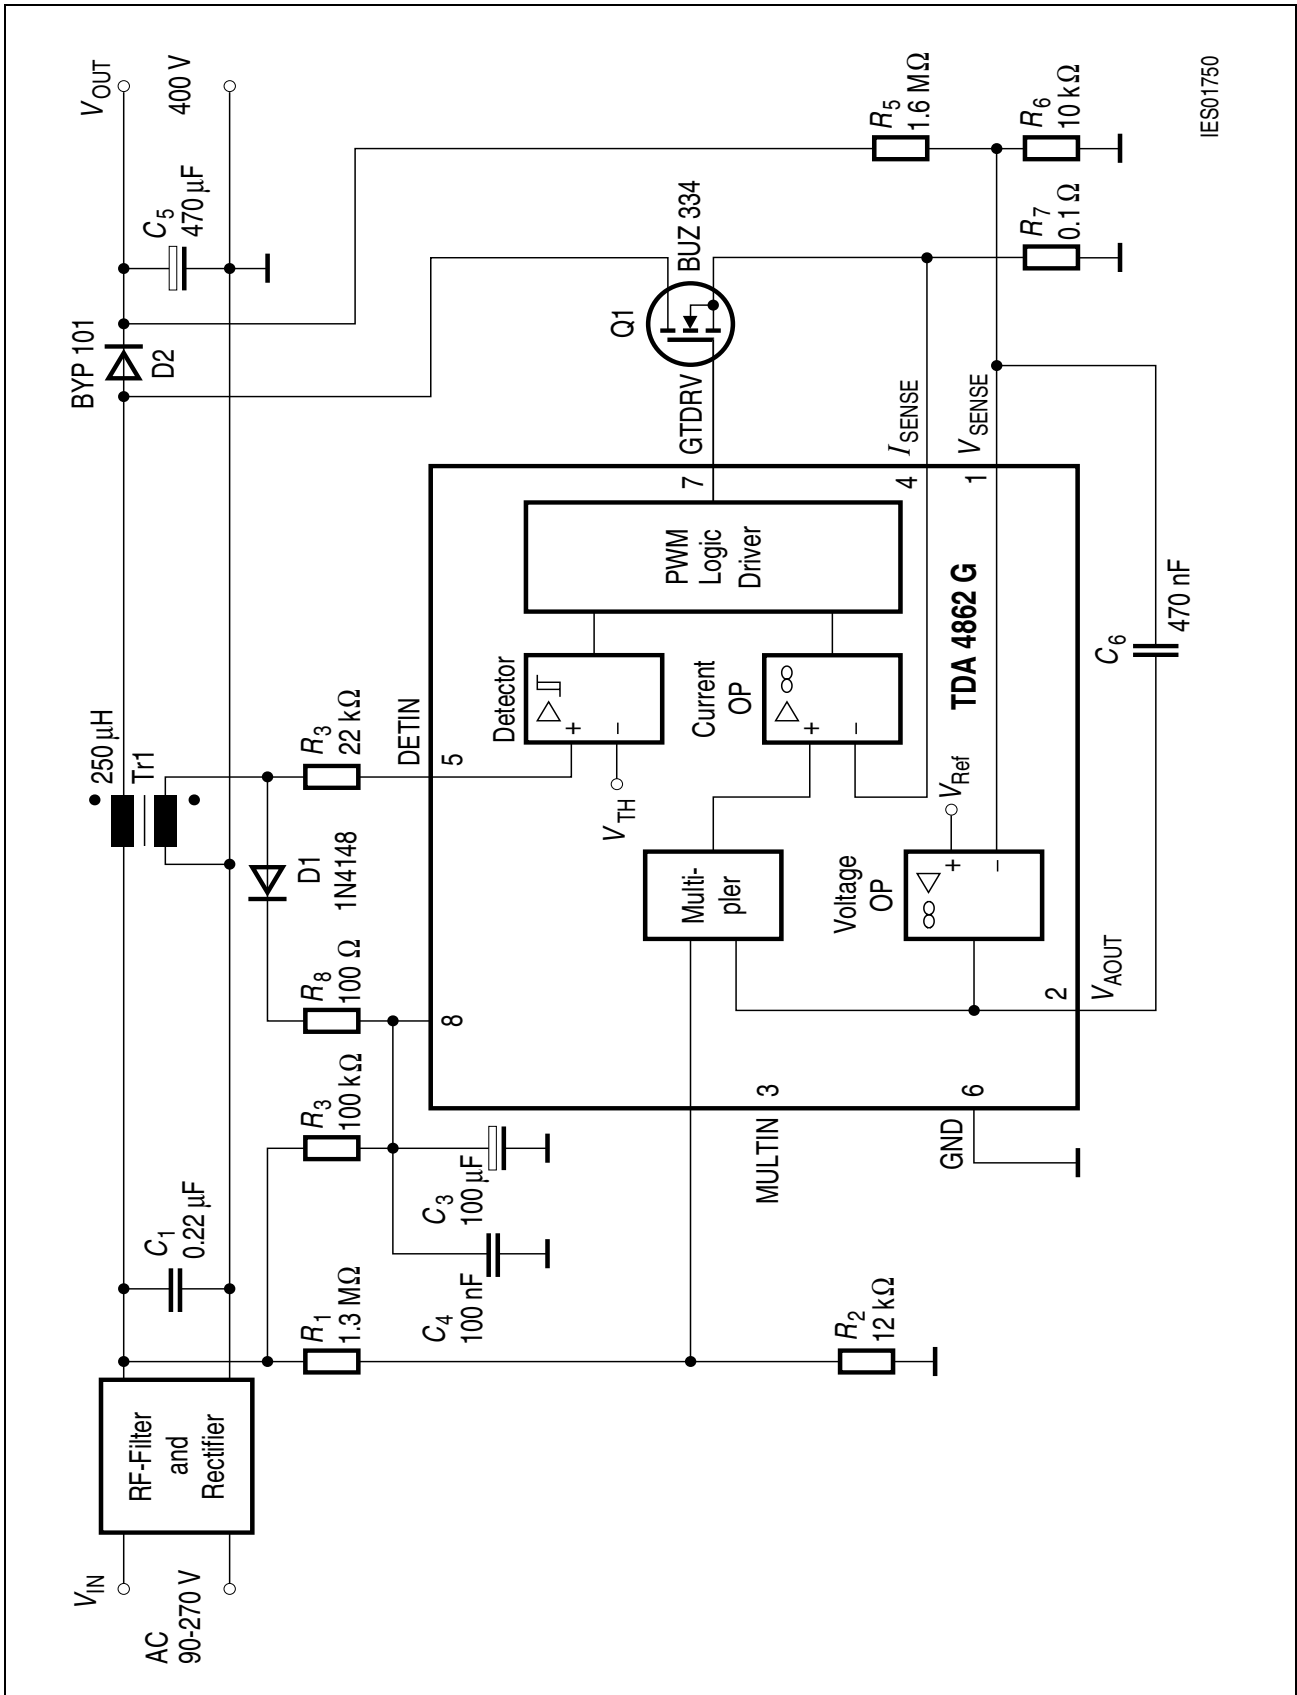 V_IN
AC
90-270 V
RF-Filter
and
Rectifier
C1
0.22 µF
250 µH
Tr1
BYP 101
D2
C5
470 µF
V_OUT
400 V
R1
1.3 MΩ
R3
100 kΩ
R8
100 Ω
D1
1N4148
R3
22 kΩ
C4
100 nF
C3
100 µF
8
DETIN
5
Detector
+
−
V_TH
PWM
Logic
Driver
7
GTDRV
Q1
BUZ 334
Multi-
pler
Current
OP
∞
+
−
4
I_SENSE
MULTIN
3
Voltage
OP
∞
+
−
V_Ref
TDA 4862 G
1
V_SENSE
R2
12 kΩ
GND
6
2
V_AOUT
C6
470 nF
R5
1.6 MΩ
R7
0.1 Ω
R6
10 kΩ
IES01750